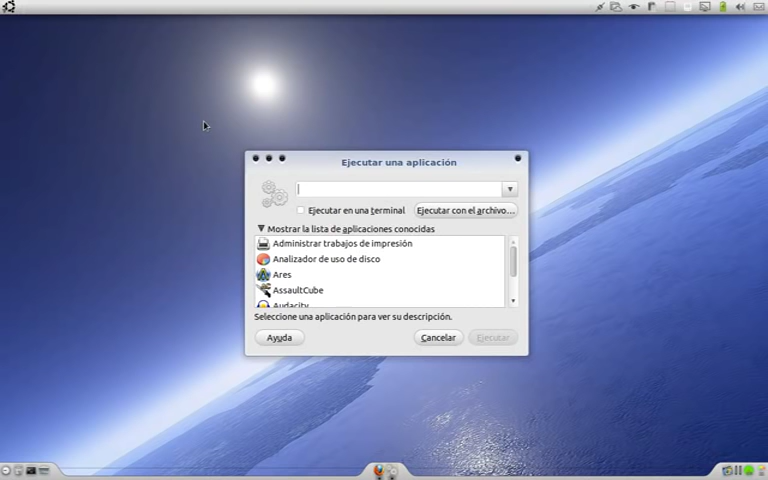 Ejecutar una aplicación
Ejecutar en una terminal
Ejecutar con el archivo...
Mostrar la lista de aplicaciones conocidas
Administrar trabajos de impresión
Analizador de uso de disco
Ares
AssaultCube
Audacity
Seleccione una aplicación para ver su descripción.
Ayuda
Cancelar
Ejecutar